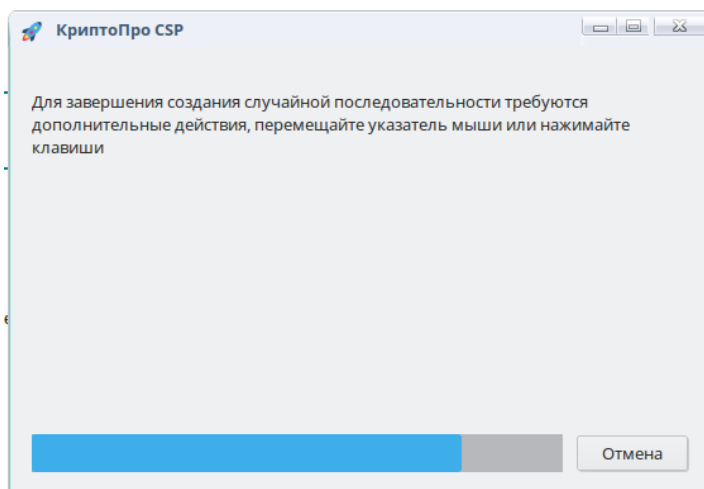 КриптоПро CSP
Для завершения создания случайной последовательности требуются
дополнительные действия, перемещайте указатель мыши или нажимайте
клавиши
Отмена